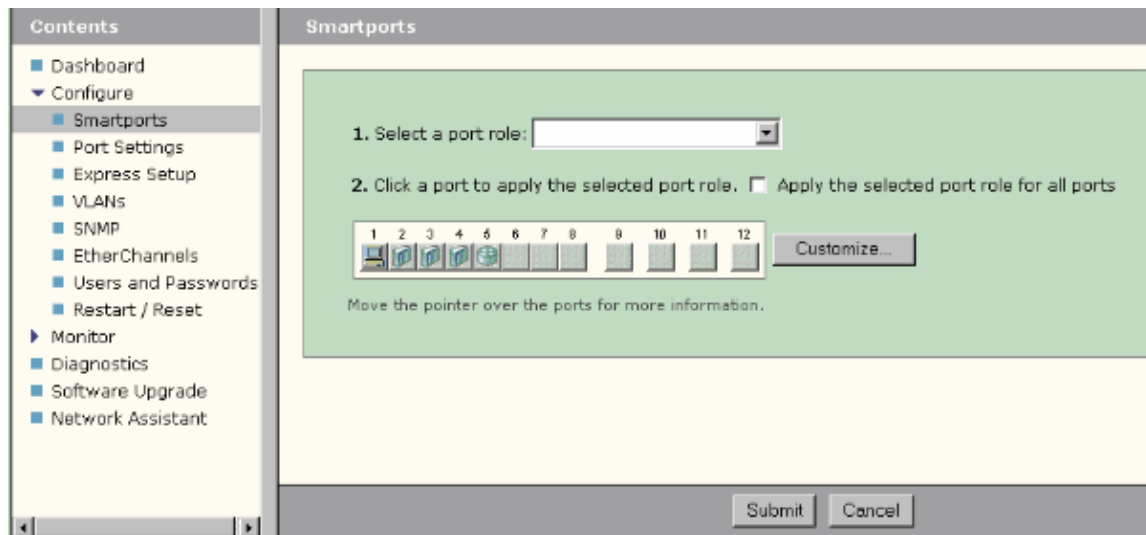 Contents
Dashboard
Configure
Smartports
Port Settings
Express Setup
VLANs
SNMP
EtherChannels
Users and Passwords
Restart / Reset
Monitor
Diagnostics
Software Upgrade
Network Assistant
Smartports
1. Select a port role:
2. Click a port to apply the selected port role. Apply the selected port role for all ports
1 2 3 4 5 6 7 8 9 10 11 12
Customize...
Move the pointer over the ports for more information.
Submit Cancel